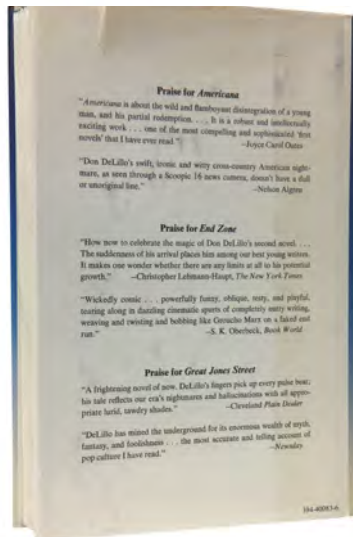 Praise for Americana
"Americana is about the wild and flamboyant disintegration of a young
man, and his partial redemption. . . . It is a robust and intellectually
exciting work . . . one of the most compelling and sophisticated 'first
novels' that I have ever read."
–Joyce Carol Oates
"Don DeLillo's swift, ironic and witty cross-country American night-
mare, as seen through a Scoopic 16 news camera, doesn't have a dull
or unoriginal line."
–Nelson Algren
Praise for End Zone
"How now to celebrate the magic of Don DeLillo's second novel. . . .
The suddenness of his arrival places him among our best young writers.
It makes one wonder whether there are any limits at all to his potential
growth." –Christopher Lehmann-Haupt, The New York Times
"Wickedly comic . . . powerfully funny, oblique, testy, and playful,
tearing along in dazzling cinematic spurts of completely nutty writing,
weaving and twisting and bobbing like Groucho Marx on a faked end
run."
–S. K. Oberbeck, Book World
Praise for Great Jones Street
"A frightening novel of now. DeLillo's fingers pick up every pulse beat;
his tale reflects our era's nightmares and hallucinations with all appro-
priate lurid, tawdry shades."
–Cleveland Plain Dealer
"DeLillo has mined the underground for its enormous wealth of myth,
fantasy, and foolishness . . . the most accurate and telling account of
pop culture I have read."
–Newsday
394-40083-6